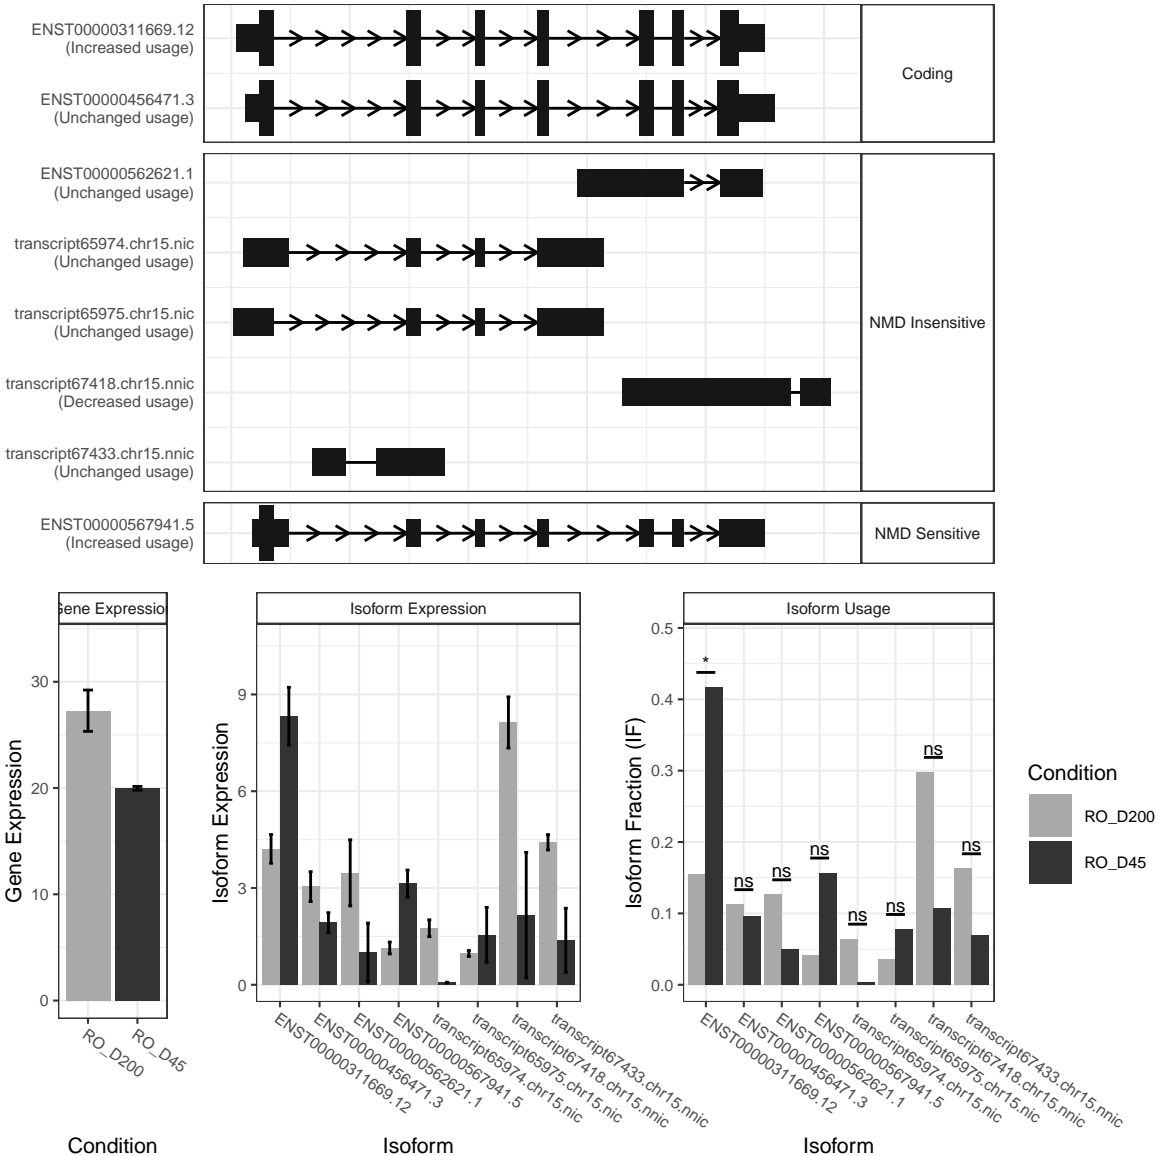 ENST00000311669.12
(Increased usage)
ENST00000456471.3
(Unchanged usage)
Coding
ENST00000562621.1
(Unchanged usage)
transcript65974.chr15.nic
(Unchanged usage)
transcript65975.chr15.nic
(Unchanged usage)
transcript67418.chr15.nnic
(Decreased usage)
transcript67433.chr15.nnic
(Unchanged usage)
NMD Insensitive
ENST00000567941.5
(Increased usage)
NMD Sensitive
Gene Expression
Gene Expression
30
20
10
0
RO_D200
RO_D45
Condition
Isoform Expression
Isoform Expression
9
6
3
0
ENST00000311669.12
ENST00000456471.3
ENST00000562621.1
ENST00000567941.5
transcript65974.chr15.nic
transcript65975.chr15.nic
transcript67418.chr15.nnic
transcript67433.chr15.nnic
Isoform
Isoform Usage
Isoform Fraction (IF)
0.5
0.4
0.3
0.2
0.1
0.0
*
ns
ns
ns
ns
ns
ns
ns
ENST00000311669.12
ENST00000456471.3
ENST00000562621.1
ENST00000567941.5
transcript65974.chr15.nic
transcript65975.chr15.nic
transcript67418.chr15.nnic
transcript67433.chr15.nnic
Isoform
Condition
RO_D200
RO_D45